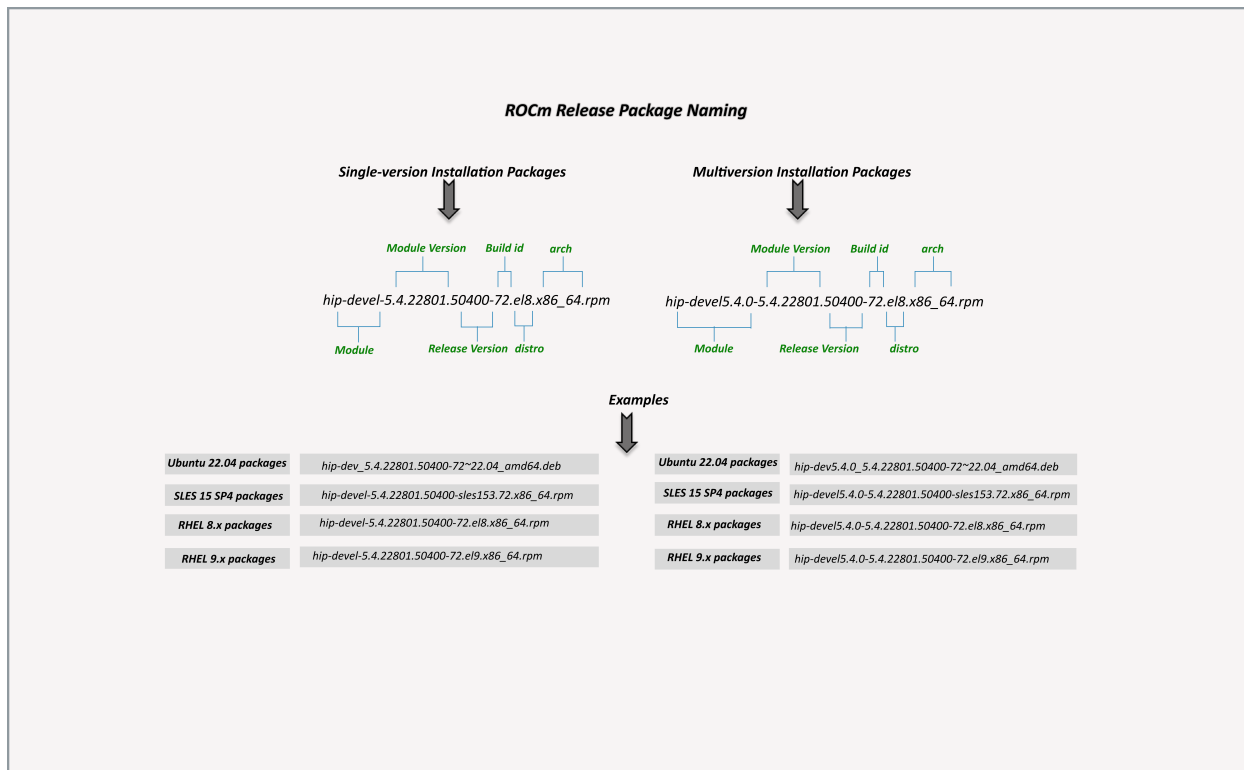 ROCm Release Package Naming
Single-version Installation Packages
Multiversion Installation Packages
Module Version Build id arch
Module Version Build id arch
hip-devel-5.4.22801.50400-72.el8.x86_64.rpm
hip-devel5.4.0-5.4.22801.50400-72.el8.x86_64.rpm
Module Release Version distro
Module Release Version distro
Examples
Ubuntu 22.04 packages hip-dev_5.4.22801.50400-72~22.04_amd64.deb
SLES 15 SP4 packages hip-devel-5.4.22801.50400-sles153.72.x86_64.rpm
RHEL 8.x packages hip-devel-5.4.22801.50400-72.el8.x86_64.rpm
RHEL 9.x packages hip-devel-5.4.22801.50400-72.el9.x86_64.rpm
Ubuntu 22.04 packages hip-dev5.4.0_5.4.22801.50400-72~22.04_amd64.deb
SLES 15 SP4 packages hip-devel5.4.0-5.4.22801.50400-sles153.72.x86_64.rpm
RHEL 8.x packages hip-devel5.4.0-5.4.22801.50400-72.el8.x86_64.rpm
RHEL 9.x packages hip-devel5.4.0-5.4.22801.50400-72.el9.x86_64.rpm